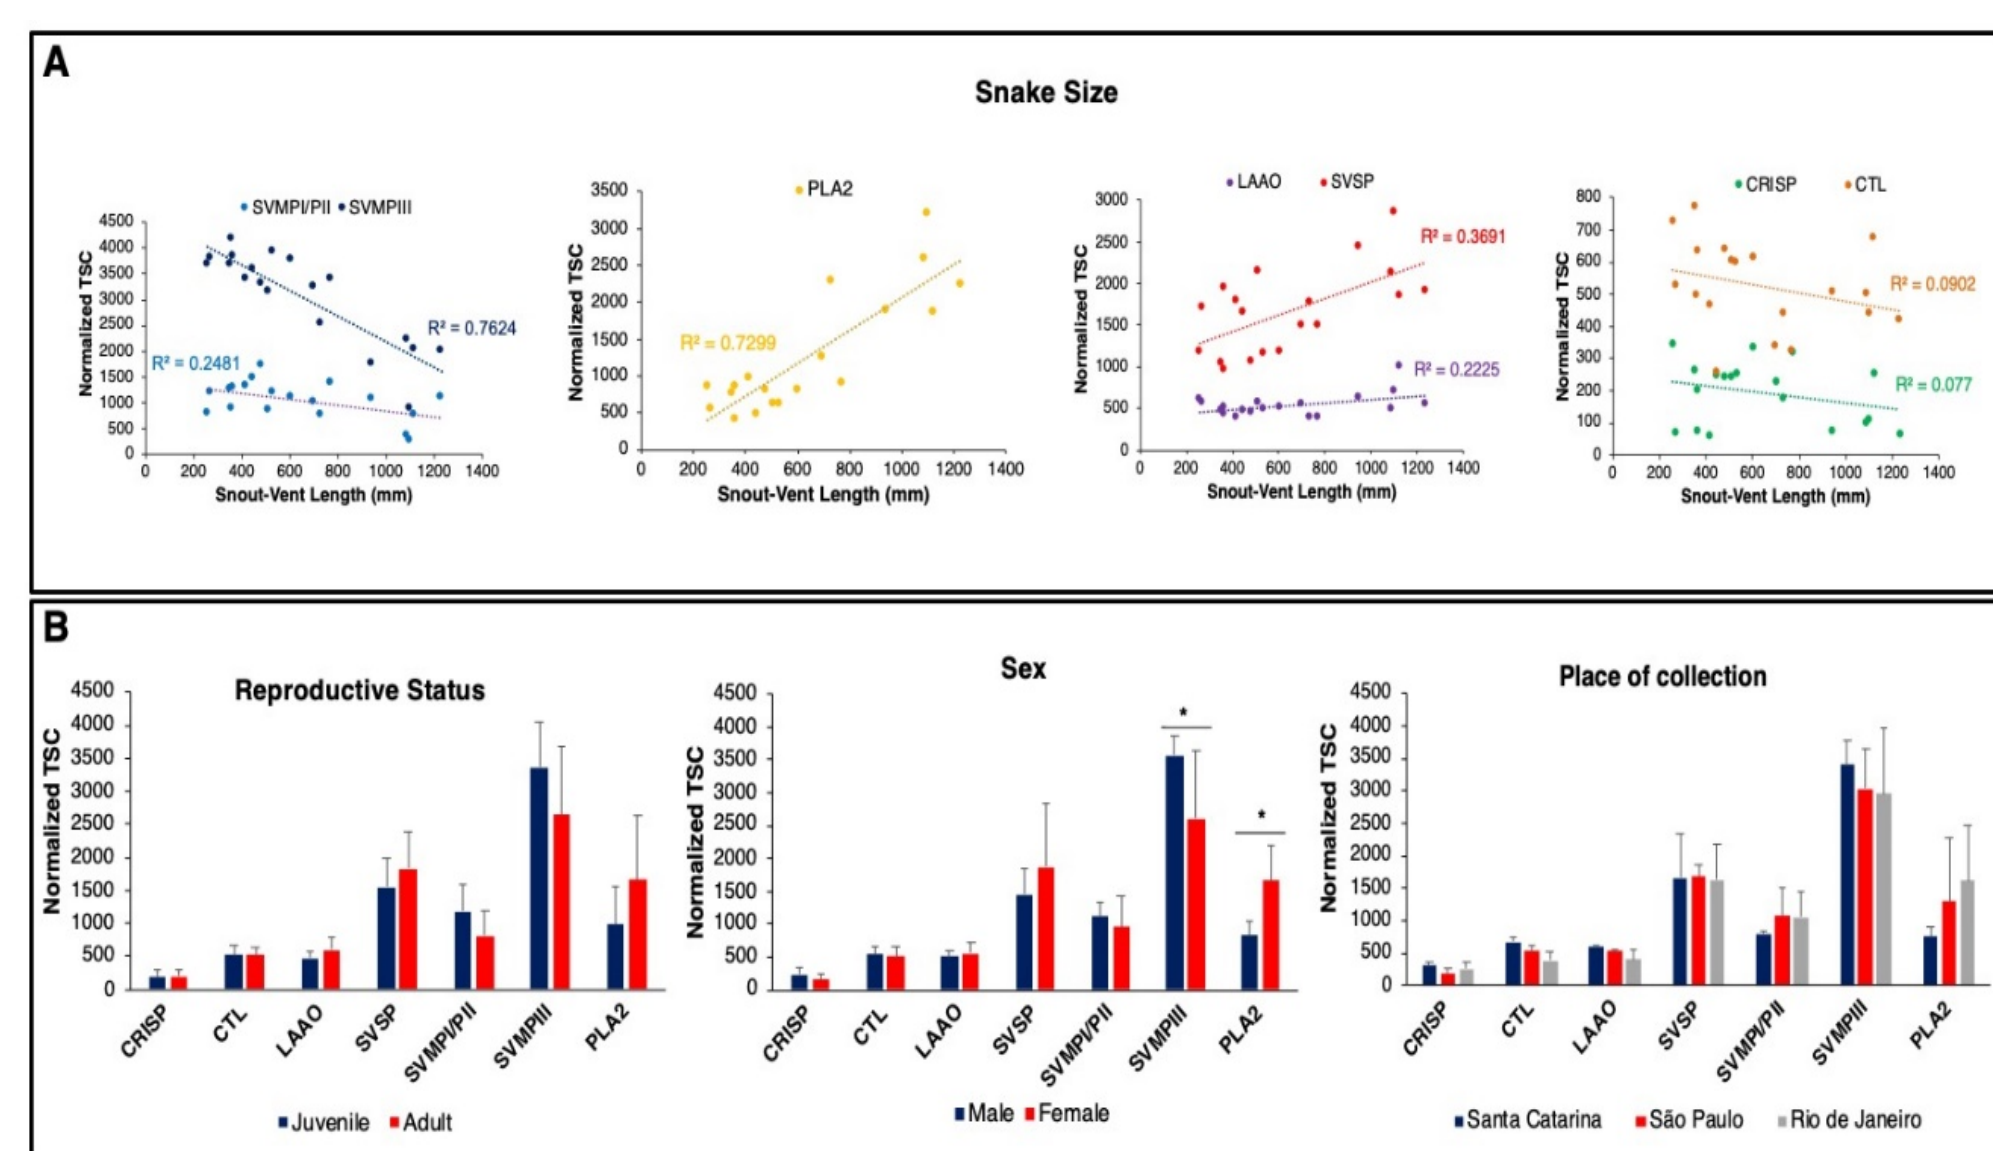 A
Snake Size
SVMPI/PII SVMPIII
Normalized TSC
4500
4000
3500
3000
2500
2000
1500
1000
500
0
R² = 0.7624
R² = 0.2481
0 200 400 600 800 1000 1200 1400
Snout-Vent Length (mm)
PLA2
Normalized TSC
3500
3000
2500
2000
1500
1000
500
0
R² = 0.7299
0 200 400 600 800 1000 1200 1400
Snout-Vent Length (mm)
LAAO SVSP
Normalized TSC
3000
2500
2000
1500
1000
500
0
R² = 0.3691
R² = 0.2225
0 200 400 600 800 1000 1200 1400
Snout-Vent Length (mm)
CRISP CTL
Normalized TSC
800
700
600
500
400
300
200
100
0
R² = 0.0902
R² = 0.077
0 200 400 600 800 1000 1200 1400
Snout-Vent Length (mm)
B
Reproductive Status
Normalized TSC
4500
4000
3500
3000
2500
2000
1500
1000
500
0
CRISP
CTL
LAAO
SVSP
SVMPI/PII
SVMPIII
PLA2
Juvenile Adult
Sex
Normalized TSC
4500
4000
3500
3000
2500
2000
1500
1000
500
0
*
*
CRISP
CTL
LAAO
SVSP
SVMPI/PII
SVMPIII
PLA2
Male Female
Place of collection
Normalized TSC
4500
4000
3500
3000
2500
2000
1500
1000
500
0
CRISP
CTL
LAAO
SVSP
SVMPI/PII
SVMPIII
PLA2
Santa Catarina São Paulo Rio de Janeiro